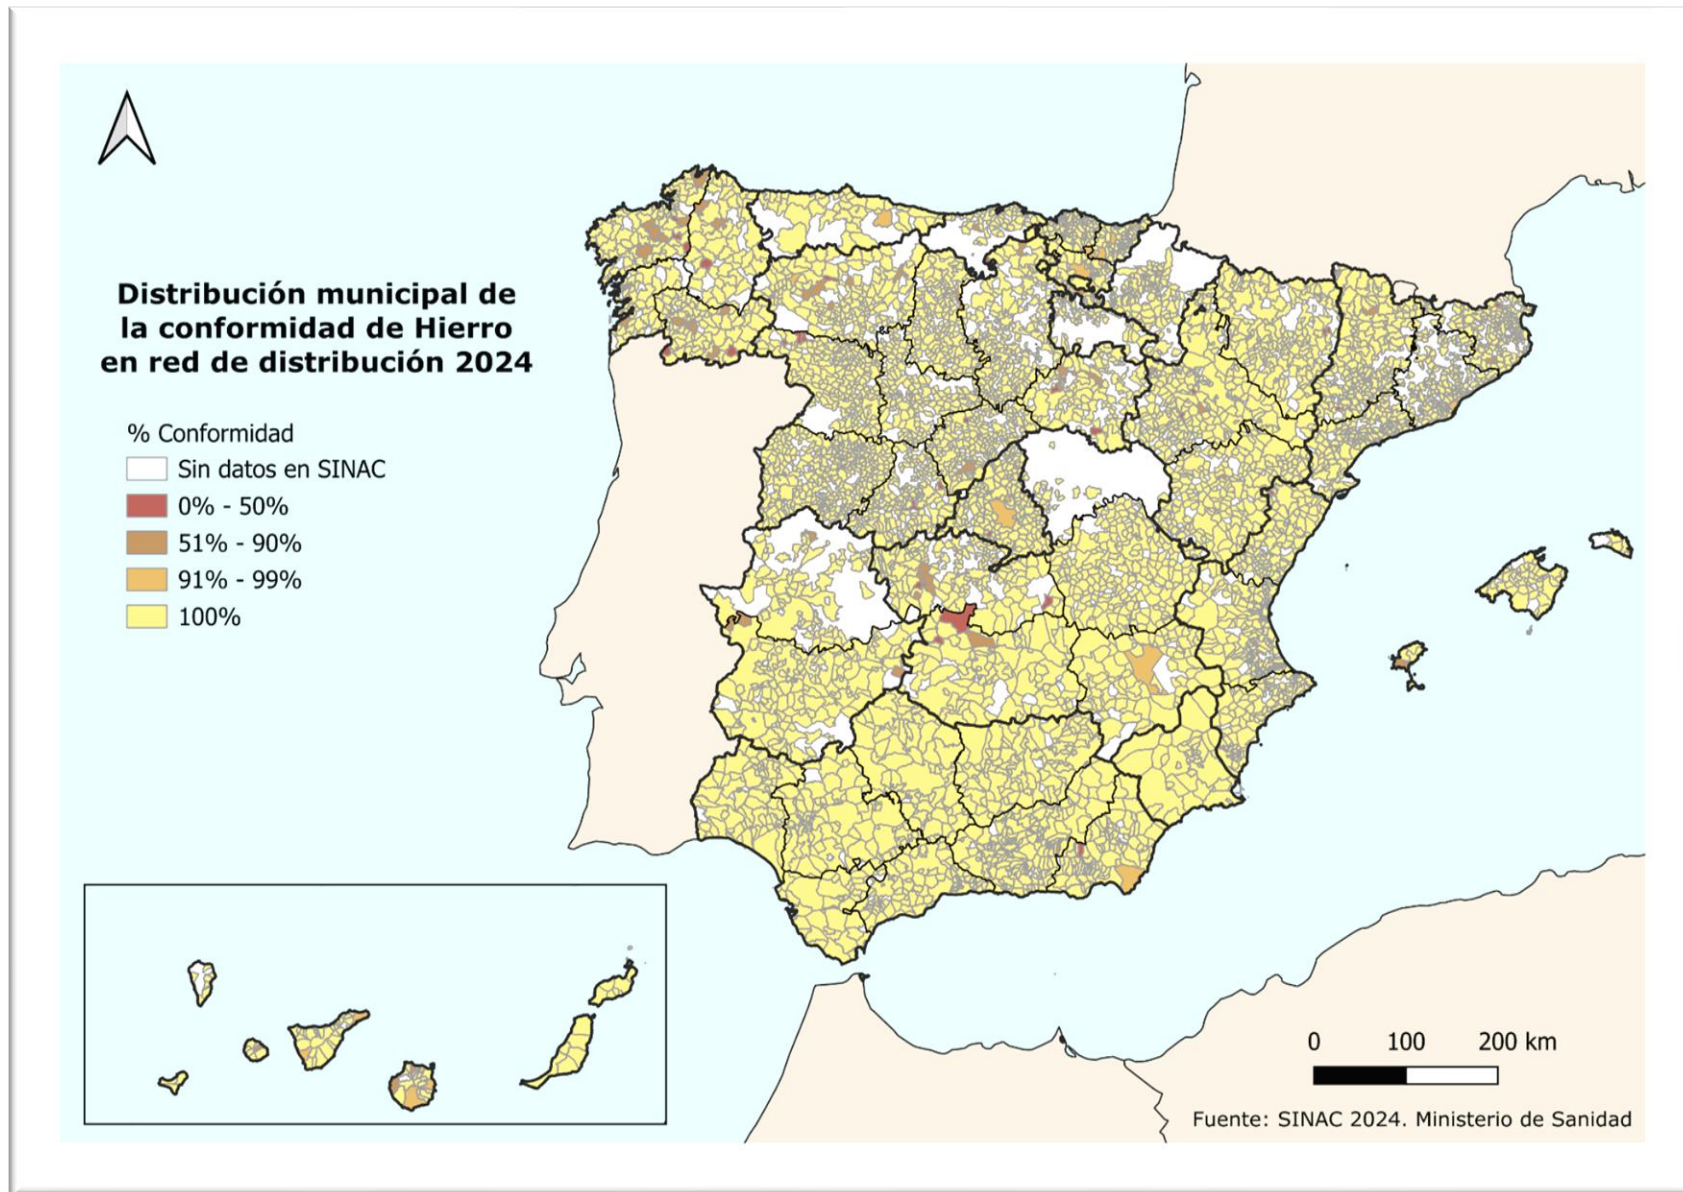 Distribución municipal de
la conformidad de Hierro
en red de distribución 2024
% Conformidad
Sin datos en SINAC
0% - 50%
51% - 90%
91% - 99%
100%
0 100 200 km
Fuente: SINAC 2024. Ministerio de Sanidad